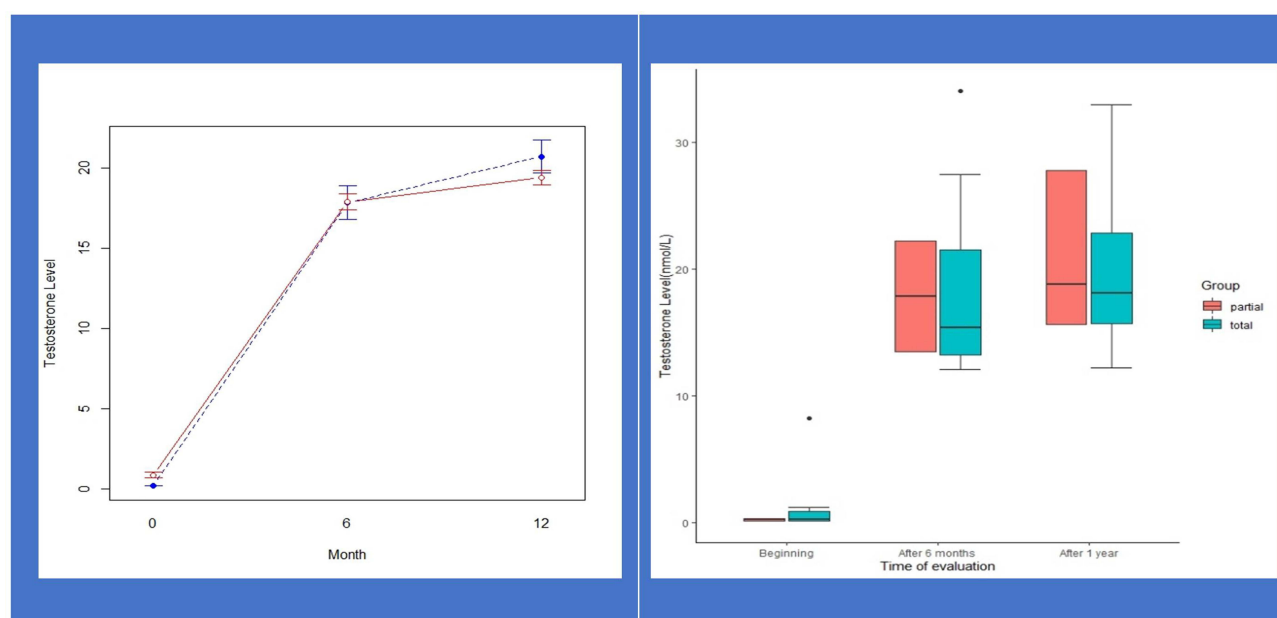 20
15
10
5
0
Testosterone Level
0 6 12
Month
30
20
10
0
Testosterone Level(nmol/L)
Beginning After 6 months After 1 year
Time of evaluation
Group
partial
total